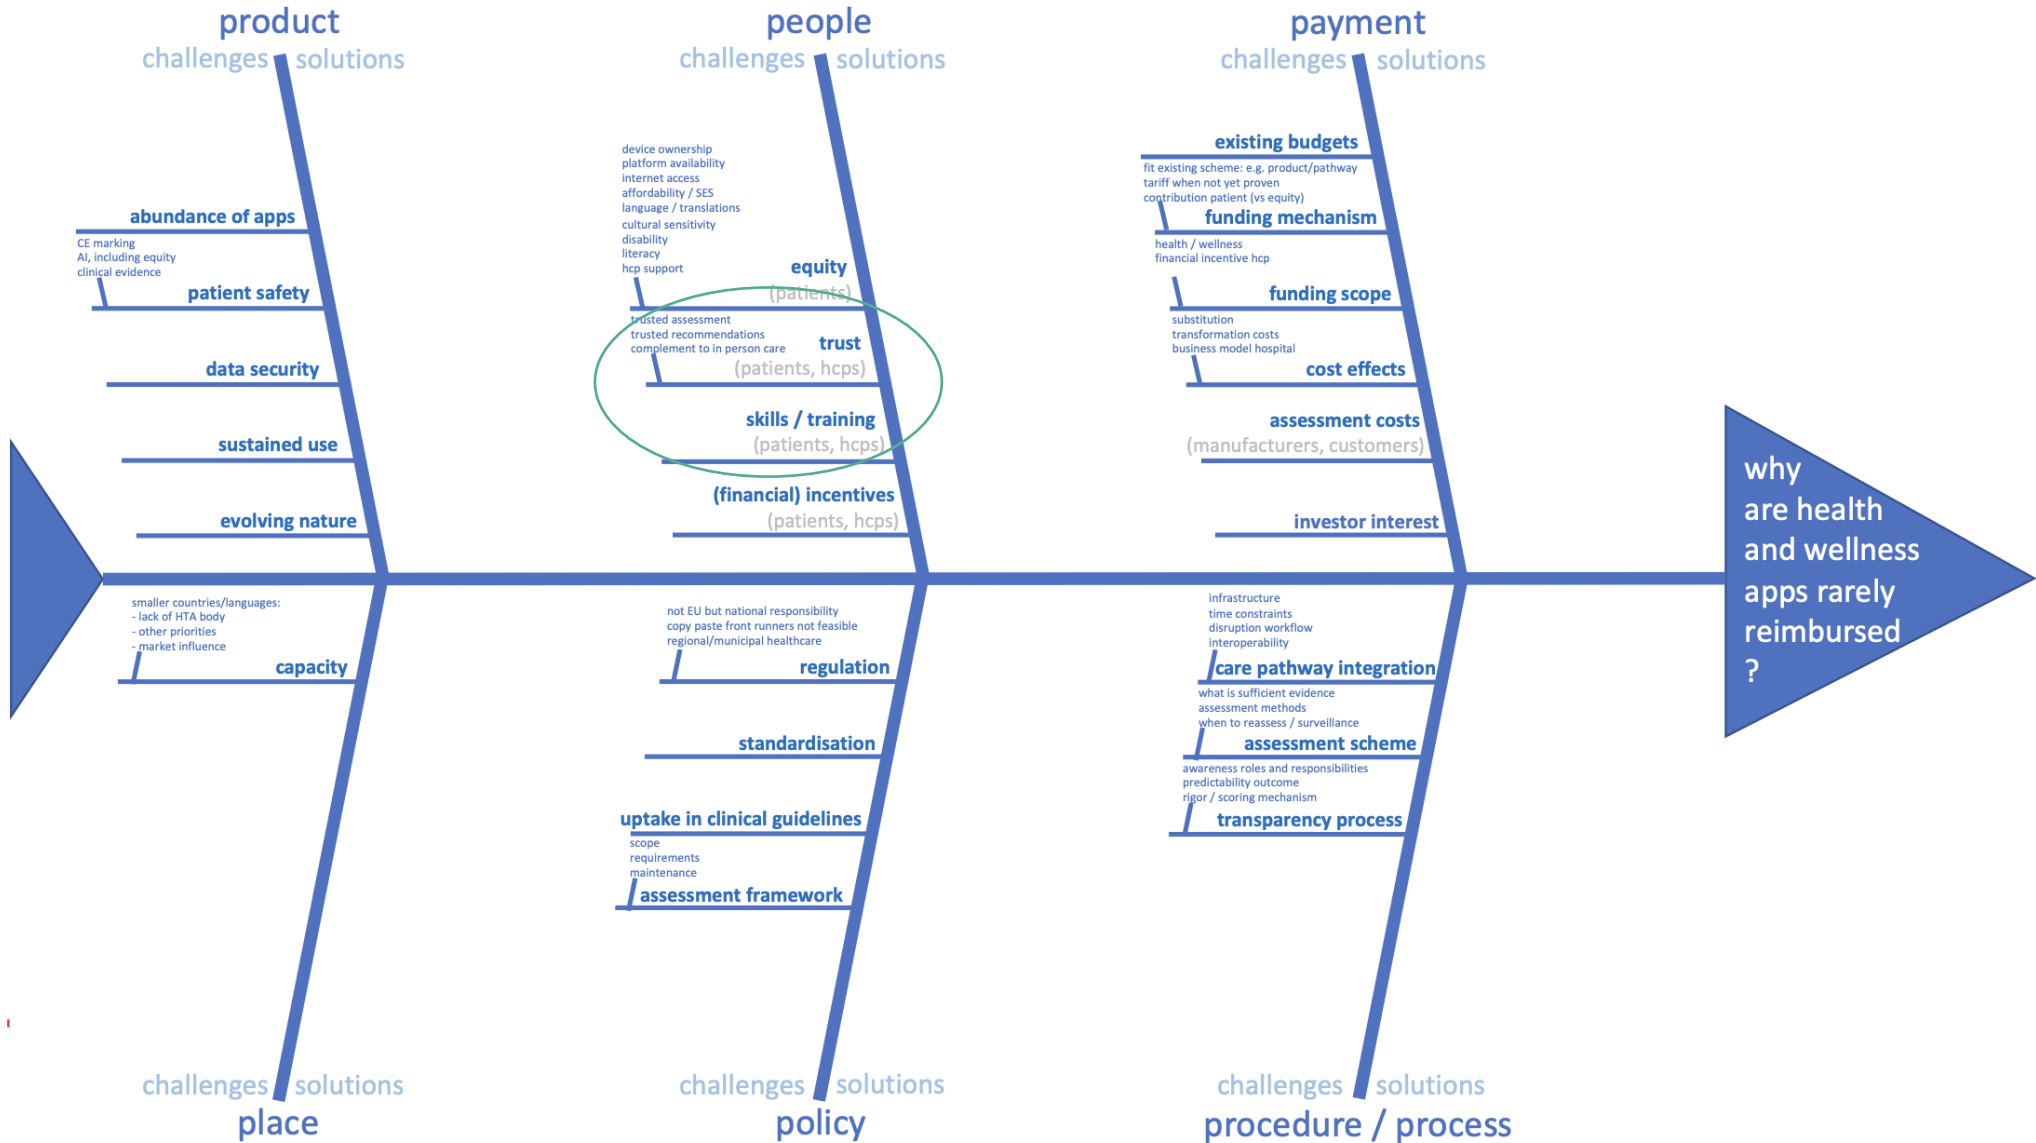 product
challenges solutions
abundance of apps
CE marking
AI, including equity
clinical evidence
patient safety
data security
sustained use
evolving nature
people
challenges solutions
device ownership
platform availability
internet access
affordability / SES
language / translations
cultural sensitivity
disability
literacy
hcp support
equity
(patients)
trusted assessment
trusted recommendations
complement to in person care
trust
(patients, hcps)
skills / training
(patients, hcps)
(financial) incentives
(patients, hcps)
payment
challenges solutions
existing budgets
fit existing scheme: e.g. product/pathway
tariff when not yet proven
contribution patient (vs equity)
funding mechanism
health / wellness
financial incentive hcp
funding scope
substitution
transformation costs
business model hospital
cost effects
assessment costs
(manufacturers, customers)
investor interest
why
are health
and wellness
apps rarely
reimbursed
?
smaller countries/languages:
- lack of HTA body
- other priorities
- market influence
capacity
challenges solutions
place
not EU but national responsibility
copy paste front runners not feasible
regional/municipal healthcare
regulation
standardisation
uptake in clinical guidelines
scope
requirements
maintenance
assessment framework
challenges solutions
policy
infrastructure
time constraints
disruption workflow
interoperability
care pathway integration
what is sufficient evidence
assessment methods
when to reassess / surveillance
assessment scheme
awareness roles and responsibilities
predictability outcome
rigor / scoring mechanism
transparency process
challenges solutions
procedure / process